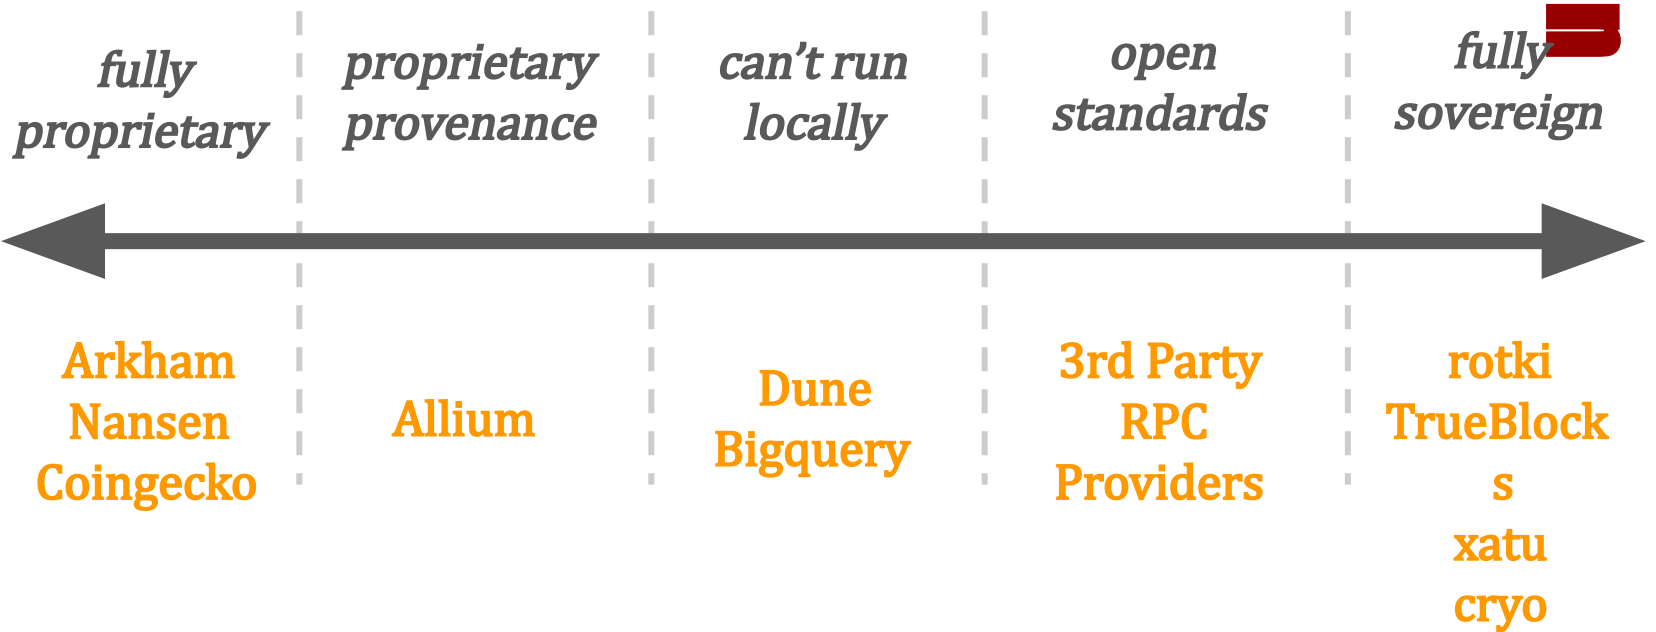 fully
proprietary
proprietary
provenance
can't run
locally
open
standards
fully
sovereign
Arkham
Nansen
Coingecko
Allium
Dune
Bigquery
3rd Party
RPC
Providers
rotki
TrueBlock
s
xatu
cryo